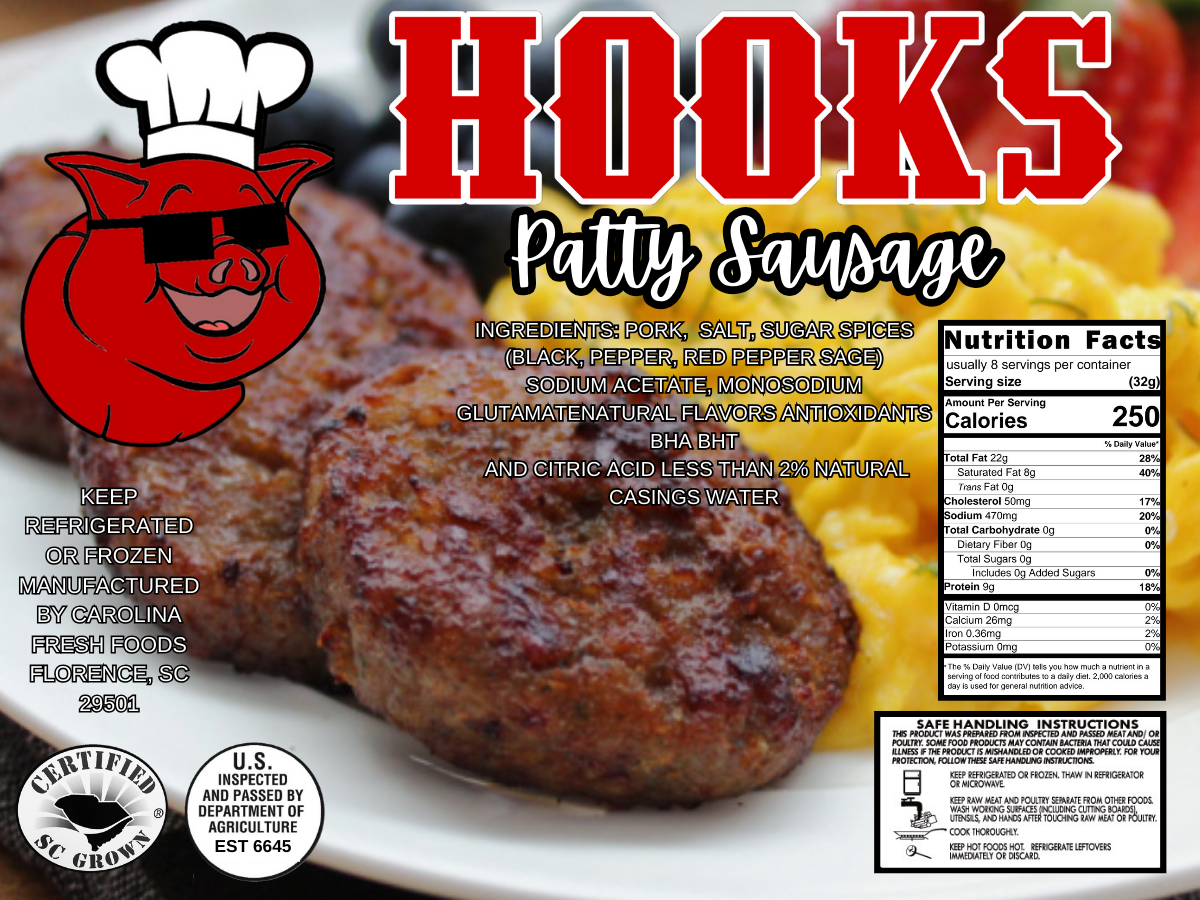 HOOKS
Patty Sausage
INGREDIENTS: PORK, SALT, SUGAR SPICES
(BLACK, PEPPER, RED PEPPER SAGE)
SODIUM ACETATE, MONOSODIUM
GLUTAMATENATURAL FLAVORS ANTIOXIDANTS
BHA BHT
AND CITRIC ACID LESS THAN 2% NATURAL
CASINGS WATER
KEEP
REFRIGERATED
OR FROZEN
MANUFACTURED
BY CAROLINA
FRESH FOODS
FLORENCE, SC
29501
CERTIFIED
SC GROWN ®
U.S.
INSPECTED
AND PASSED BY
DEPARTMENT OF
AGRICULTURE
EST 6645
Nutrition Facts
usually 8 servings per container
Serving size (32g)
Amount Per Serving
Calories 250
% Daily Value*
Total Fat 22g 28%
Saturated Fat 8g 40%
Trans Fat 0g
Cholesterol 50mg 17%
Sodium 470mg 20%
Total Carbohydrate 0g 0%
Dietary Fiber 0g 0%
Total Sugars 0g
Includes 0g Added Sugars 0%
Protein 9g 18%
Vitamin D 0mcg 0%
Calcium 26mg 2%
Iron 0.36mg 2%
Potassium 0mg 0%
*The % Daily Value (DV) tells you how much a nutrient in a
serving of food contributes to a daily diet. 2,000 calories a
day is used for general nutrition advice.
SAFE HANDLING INSTRUCTIONS
THIS PRODUCT WAS PREPARED FROM INSPECTED AND PASSED MEAT AND/ OR
POULTRY. SOME FOOD PRODUCTS MAY CONTAIN BACTERIA THAT COULD CAUSE
ILLNESS IF THE PRODUCT IS MISHANDLED OR COOKED IMPROPERLY. FOR YOUR
PROTECTION, FOLLOW THESE SAFE HANDLING INSTRUCTIONS.
KEEP REFRIGERATED OR FROZEN. THAW IN REFRIGERATOR
OR MICROWAVE.
KEEP RAW MEAT AND POULTRY SEPARATE FROM OTHER FOODS.
WASH WORKING SURFACES (INCLUDING CUTTING BOARDS),
UTENSILS, AND HANDS AFTER TOUCHING RAW MEAT OR POULTRY.
COOK THOROUGHLY.
KEEP HOT FOODS HOT. REFRIGERATE LEFTOVERS
IMMEDIATELY OR DISCARD.